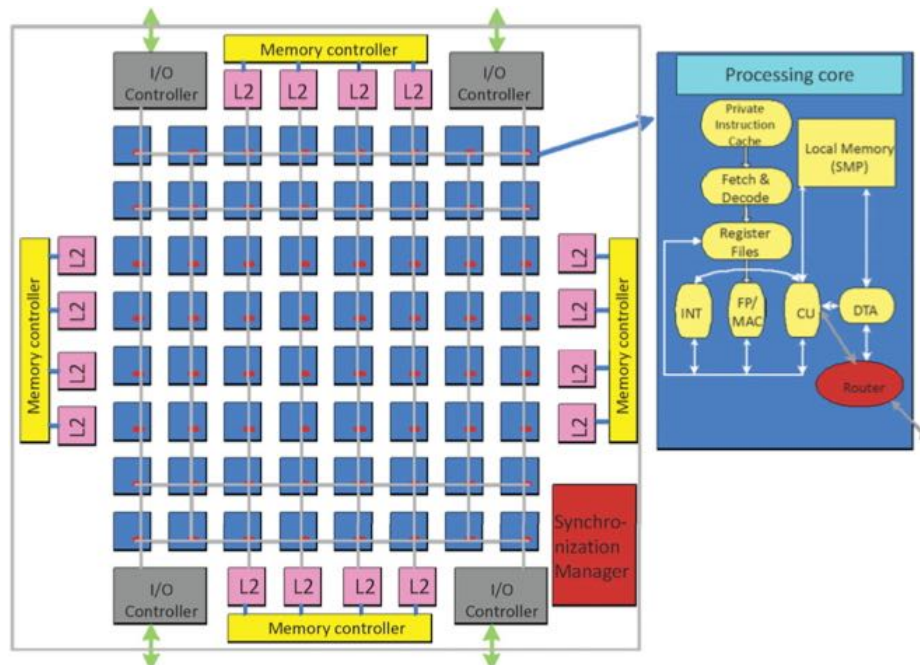 Memory controller
I/O
Controller
L2
L2
L2
L2
I/O
Controller
Memory controller
L2
L2
L2
L2
L2
L2
L2
L2
Memory controller
Synchro-
nization
Manager
I/O
Controller
L2
L2
L2
L2
I/O
Controller
Memory controller
Processing core
Private
Instruction
Cache
Local Memory
(SMP)
Fetch &
Decode
Register
Files
INT
FP/
MAC
CU
DTA
Router